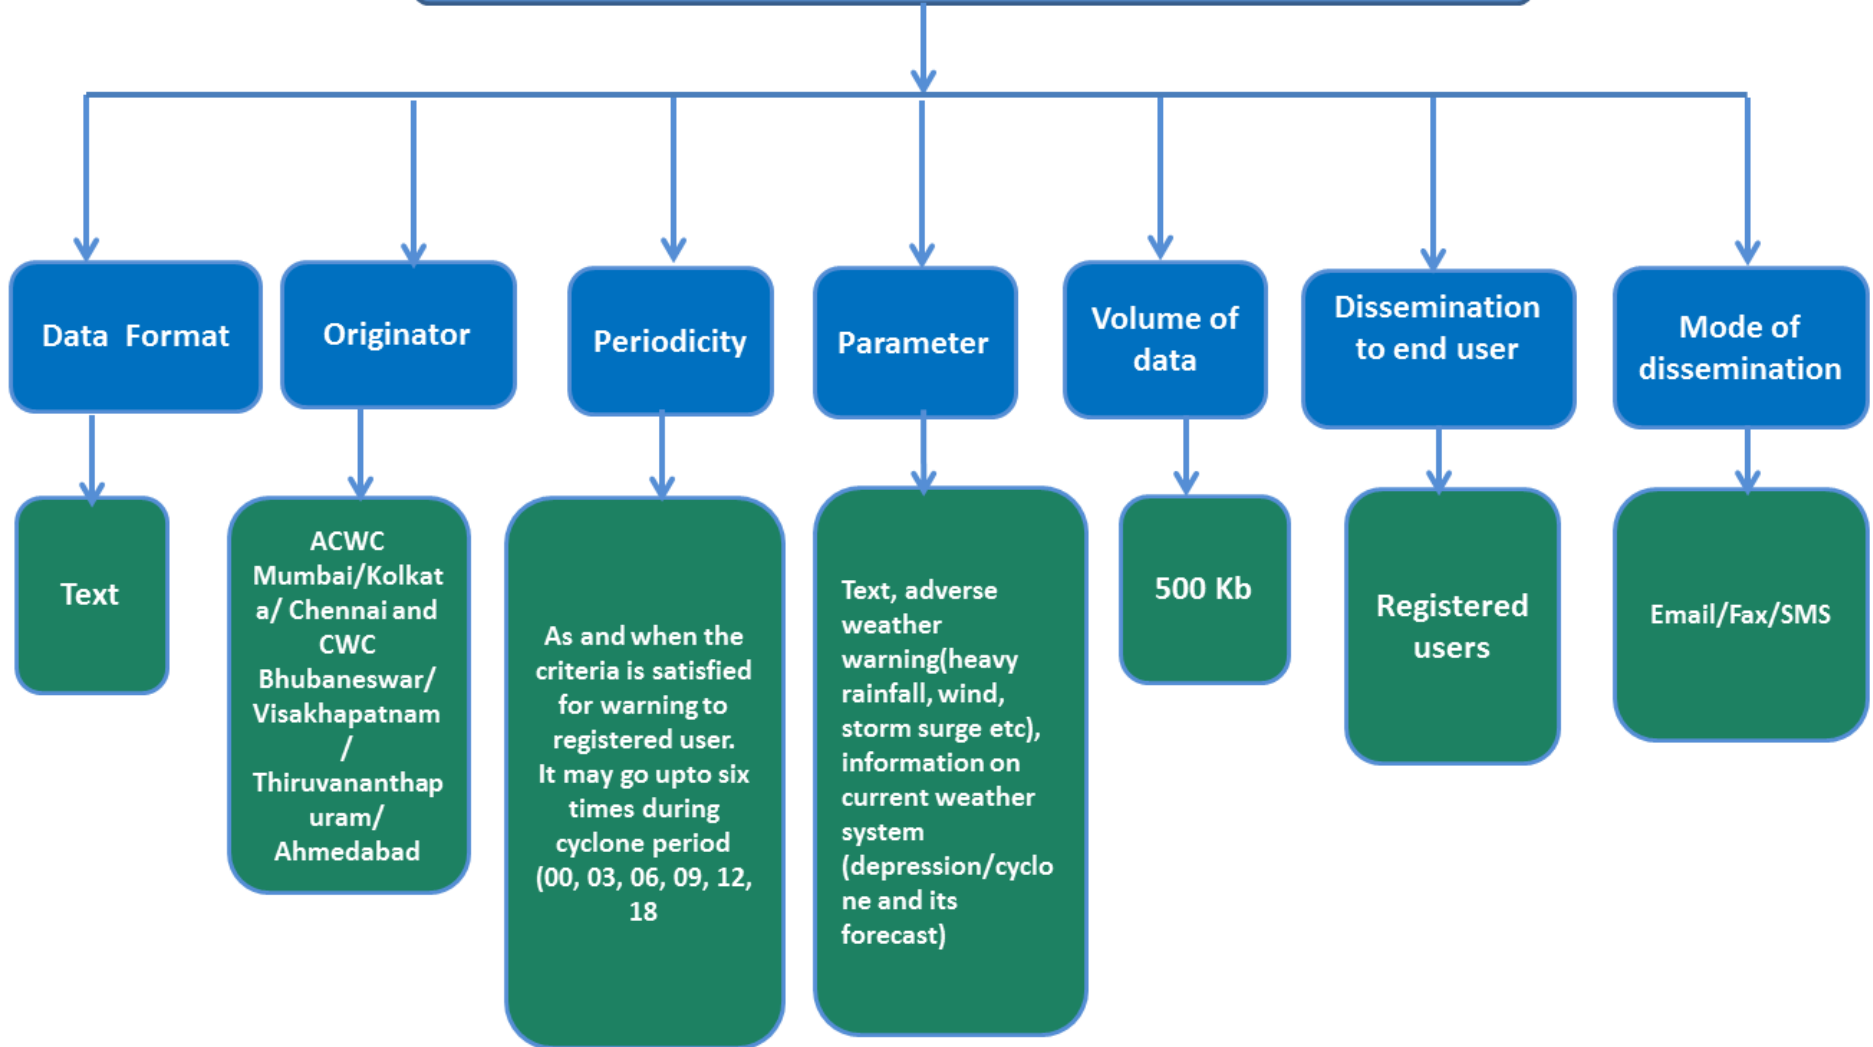 Data Format
Originator
Periodicity
Parameter
Volume of
data
Dissemination
to end user
Mode of
dissemination
Text
ACWC
Mumbai/Kolkat
a/ Chennai and
CWC
Bhubaneswar/
Visakhapatnam
/
Thiruvananthap
uram/
Ahmedabad
As and when the
criteria is satisfied
for warning to
registered user.
It may go upto six
times during
cyclone period
(00, 03, 06, 09, 12,
18
Text, adverse
weather
warning(heavy
rainfall, wind,
storm surge etc),
information on
current weather
system
(depression/cyclo
ne and its
forecast)
500 Kb
Registered
users
Email/Fax/SMS